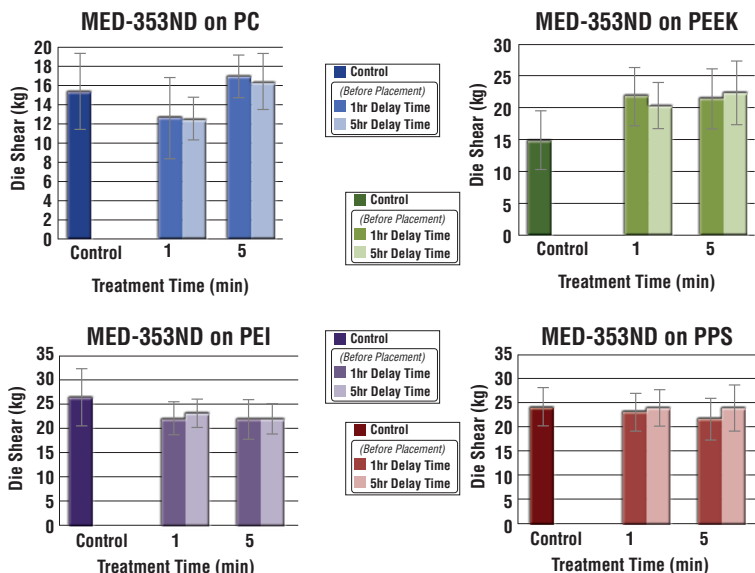 MED-353ND on PC
Die Shear (kg)
20
18
16
14
12
10
8
6
4
2
0
Control
1
5
Treatment Time (min)
Control
(Before Placement)
1hr Delay Time
5hr Delay Time
MED-353ND on PEEK
Die Shear (kg)
30
25
20
15
10
5
0
Control
1
5
Treatment Time (min)
Control
(Before Placement)
1hr Delay Time
5hr Delay Time
MED-353ND on PEI
Die Shear (kg)
35
30
25
20
25
10
5
0
Control
1
5
Treatment Time (min)
Control
(Before Placement)
1hr Delay Time
5hr Delay Time
MED-353ND on PPS
Die Shear (kg)
35
30
25
20
25
10
5
0
Control
1
5
Treatment Time (min)
Control
(Before Placement)
1hr Delay Time
5hr Delay Time